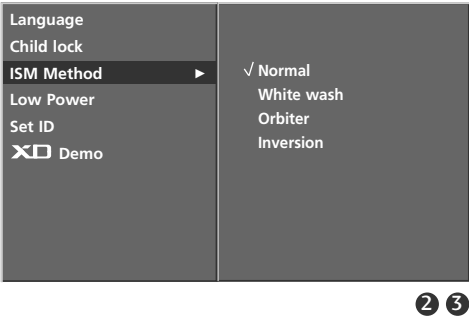 Language
Child lock
ISM Method ►
Low Power
Set ID
XD Demo
√ Normal
White wash
Orbiter
Inversion
2 3